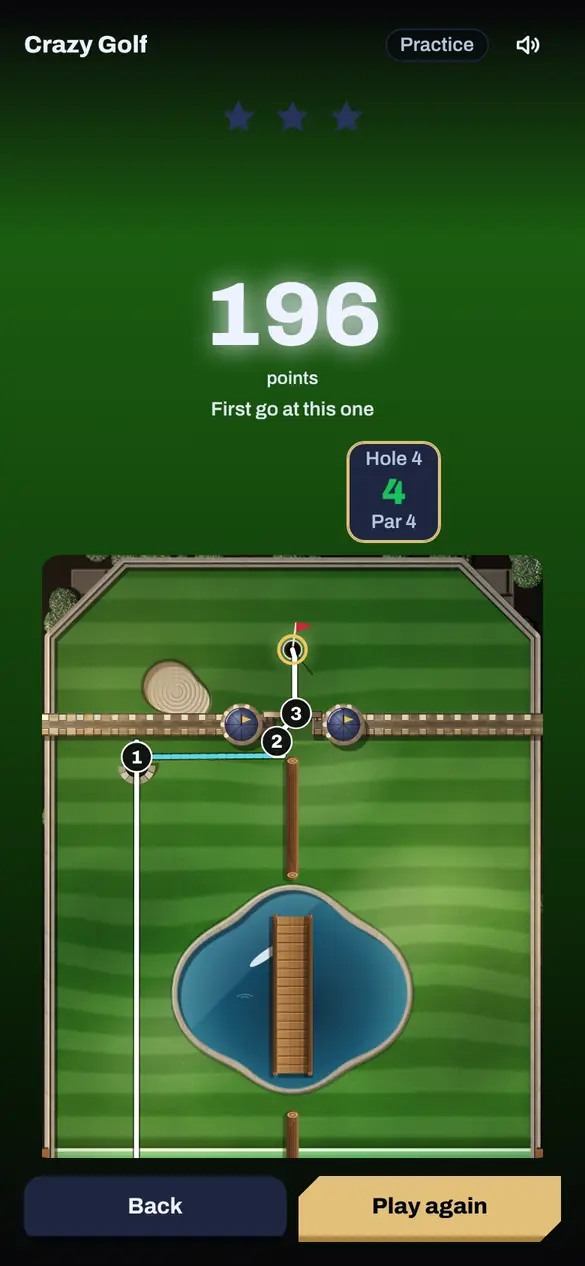 Crazy Golf
Practice
196
points
First go at this one
Hole 4
4
Par 4
3
2
1
Back
Play again